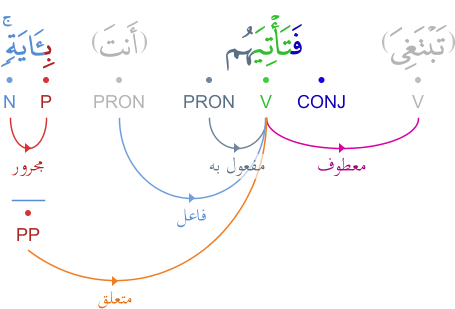 (تَبْتَغِىَ) فَتَأْتِيَهُم (أَنتَ) بِـَٔايَةٍۚ
V CONJ V PRON PRON P N
معطوف مفعول به مجرور
فاعل
PP
متعلق